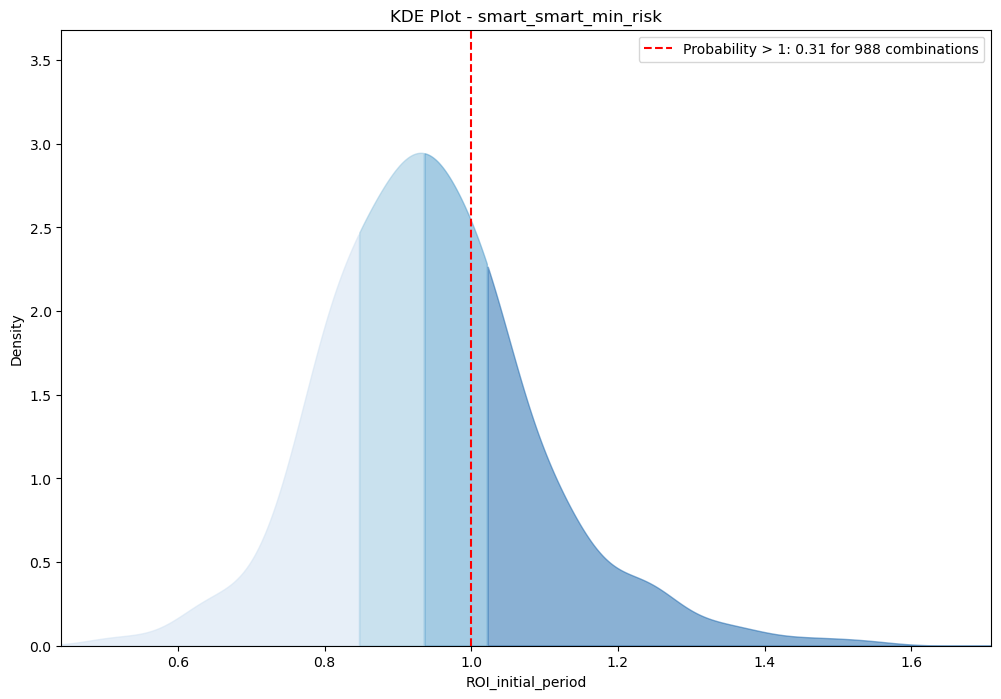 KDE Plot - smart_smart_min_risk
Probability > 1: 0.31 for 988 combinations
Density
3.5
3.0
2.5
2.0
1.5
1.0
0.5
0.0
0.6 0.8 1.0 1.2 1.4 1.6
ROI_initial_period